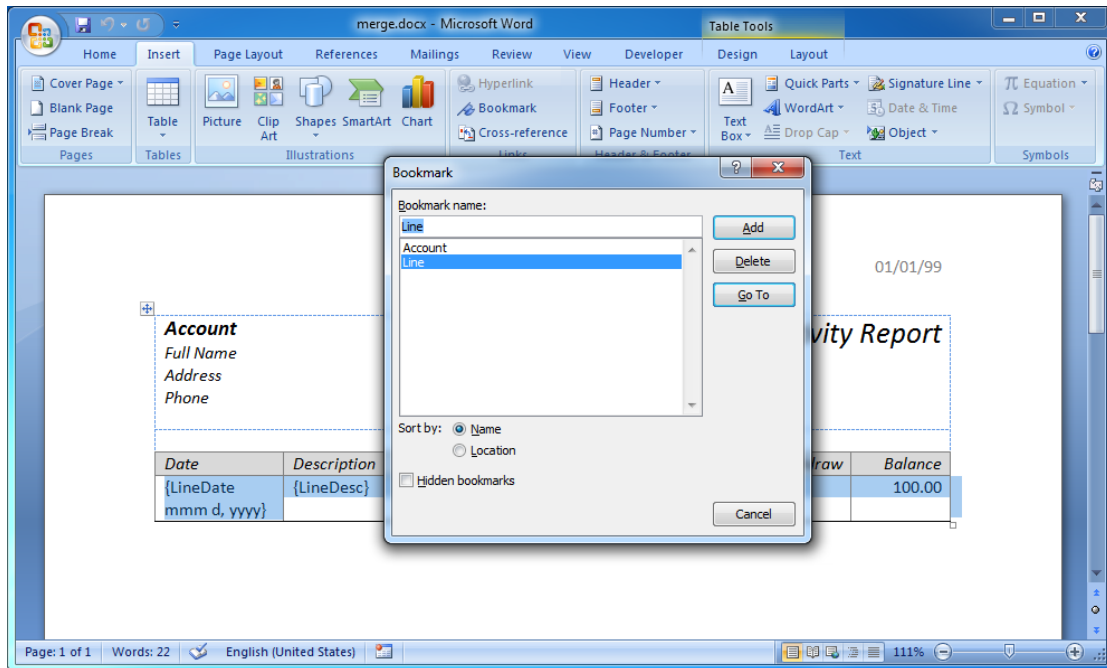 merge.docx - Microsoft Word
Table Tools
Home Insert Page Layout References Mailings Review View Developer Design Layout
Cover Page
Blank Page
Page Break
Pages
Table
Tables
Picture
Clip Art
Shapes
SmartArt
Chart
Illustrations
Hyperlink
Bookmark
Cross-reference
Links
Header
Footer
Page Number
Header & Footer
A
Text Box
Quick Parts
WordArt
Drop Cap
Signature Line
Date & Time
Object
Text
π Equation
Ω Symbol
Symbols
Bookmark
Bookmark name:
Line
Account
Line
Add
Delete
Go To
Sort by: Name
Location
Hidden bookmarks
Cancel
01/01/99
Account
vity Report
Full Name
Address
Phone
Date Description raw Balance
{LineDate {LineDesc} 100.00
mmm d, yyyy}
Page: 1 of 1 Words: 22 English (United States) 111%